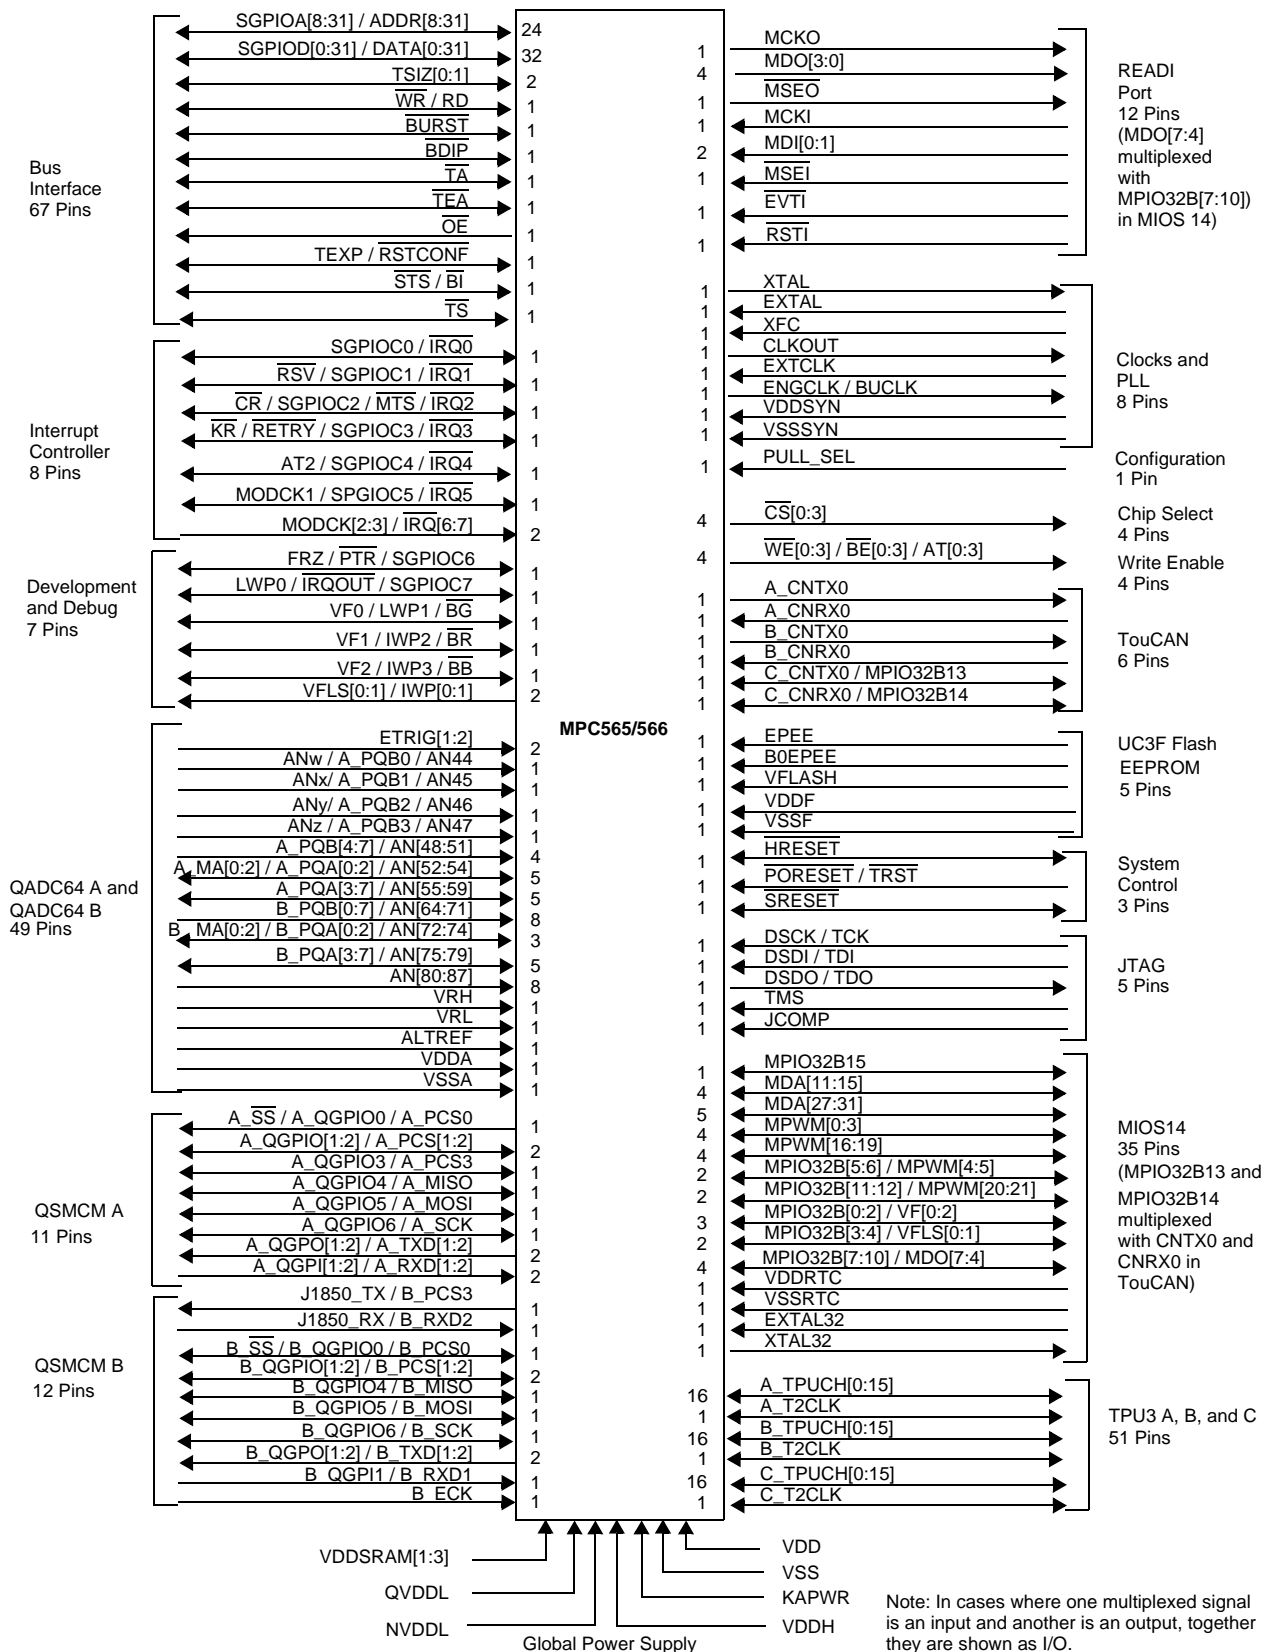 SGPIOA[8:31] / ADDR[8:31]
24
SGPIOD[0:31] / DATA[0:31]
32
TSIZ[0:1]
2
WR / RD
1
BURST
1
BDIP
1
TA
1
TEA
1
OE
1
TEXP / RSTCONF
1
STS / BI
1
TS
1
Bus
Interface
67 Pins
SGPIOC0 / IRQ0
1
RSV / SGPIOC1 / IRQ1
1
CR / SGPIOC2 / MTS / IRQ2
1
KR / RETRY / SGPIOC3 / IRQ3
1
AT2 / SGPIOC4 / IRQ4
1
MODCK1 / SPGIOC5 / IRQ5
1
MODCK[2:3] / IRQ[6:7]
2
Interrupt
Controller
8 Pins
FRZ / PTR / SGPIOC6
1
LWP0 / IRQOUT / SGPIOC7
1
VF0 / LWP1 / BG
1
VF1 / IWP2 / BR
1
VF2 / IWP3 / BB
1
VFLS[0:1] / IWP[0:1]
2
Development
and Debug
7 Pins
ETRIG[1:2]
2
ANw / A_PQB0 / AN44
1
ANx/ A_PQB1 / AN45
1
ANy/ A_PQB2 / AN46
1
ANz / A_PQB3 / AN47
1
A_PQB[4:7] / AN[48:51]
4
A_MA[0:2] / A_PQA[0:2] / AN[52:54]
5
A_PQA[3:7] / AN[55:59]
5
B_PQB[0:7] / AN[64:71]
8
B_MA[0:2] / B_PQA[0:2] / AN[72:74]
3
B_PQA[3:7] / AN[75:79]
5
AN[80:87]
8
VRH
1
VRL
1
ALTREF
1
VDDA
1
VSSA
1
QADC64 A and
QADC64 B
49 Pins
A_SS / A_QGPIO0 / A_PCS0
1
A_QGPIO[1:2] / A_PCS[1:2]
2
A_QGPIO3 / A_PCS3
1
A_QGPIO4 / A_MISO
1
A_QGPIO5 / A_MOSI
1
A_QGPIO6 / A_SCK
1
A_QGPO[1:2] / A_TXD[1:2]
2
A_QGPI[1:2] / A_RXD[1:2]
2
QSMCM A
11 Pins
J1850_TX / B_PCS3
1
J1850_RX / B_RXD2
1
B_SS / B_QGPIO0 / B_PCS0
1
B_QGPIO[1:2] / B_PCS[1:2]
2
B_QGPIO4 / B_MISO
1
B_QGPIO5 / B_MOSI
1
B_QGPIO6 / B_SCK
1
B_QGPO[1:2] / B_TXD[1:2]
2
B_QGPI1 / B_RXD1
1
B_ECK
1
QSMCM B
12 Pins
MPC565/566
1
MCKO
4
MDO[3:0]
1
MSEO
1
MCKI
2
MDI[0:1]
1
MSEI
1
EVTI
1
RSTI
READI
Port
12 Pins
(MDO[7:4]
multiplexed
with
MPIO32B[7:10])
in MIOS 14)
1
XTAL
1
EXTAL
1
XFC
1
CLKOUT
1
EXTCLK
1
ENGCLK / BUCLK
1
VDDSYN
1
VSSSYN
Clocks and
PLL
8 Pins
1
PULL_SEL
Configuration
1 Pin
4
CS[0:3]
Chip Select
4 Pins
4
WE[0:3] / BE[0:3] / AT[0:3]
Write Enable
4 Pins
1
A_CNTX0
1
A_CNRX0
1
B_CNTX0
1
B_CNRX0
1
C_CNTX0 / MPIO32B13
1
C_CNRX0 / MPIO32B14
TouCAN
6 Pins
1
EPEE
1
B0EPEE
1
VFLASH
1
VDDF
1
VSSF
UC3F Flash
EEPROM
5 Pins
1
HRESET
1
PORESET / TRST
1
SRESET
System
Control
3 Pins
1
DSCK / TCK
1
DSDI / TDI
1
DSDO / TDO
1
TMS
1
JCOMP
JTAG
5 Pins
1
MPIO32B15
4
MDA[11:15]
5
MDA[27:31]
4
MPWM[0:3]
4
MPWM[16:19]
2
MPIO32B[5:6] / MPWM[4:5]
2
MPIO32B[11:12] / MPWM[20:21]
3
MPIO32B[0:2] / VF[0:2]
2
MPIO32B[3:4] / VFLS[0:1]
4
MPIO32B[7:10] / MDO[7:4]
1
VDDRTC
1
VSSRTC
1
EXTAL32
1
XTAL32
MIOS14
35 Pins
(MPIO32B13 and
MPIO32B14
multiplexed
with CNTX0 and
CNRX0 in
TouCAN)
16
A_TPUCH[0:15]
1
A_T2CLK
16
B_TPUCH[0:15]
1
B_T2CLK
16
C_TPUCH[0:15]
1
C_T2CLK
TPU3 A, B, and C
51 Pins
VDDSRAM[1:3]
QVDDL
NVDDL
VDD
VSS
KAPWR
VDDH
Global Power Supply
Note: In cases where one multiplexed signal
is an input and another is an output, together
they are shown as I/O.